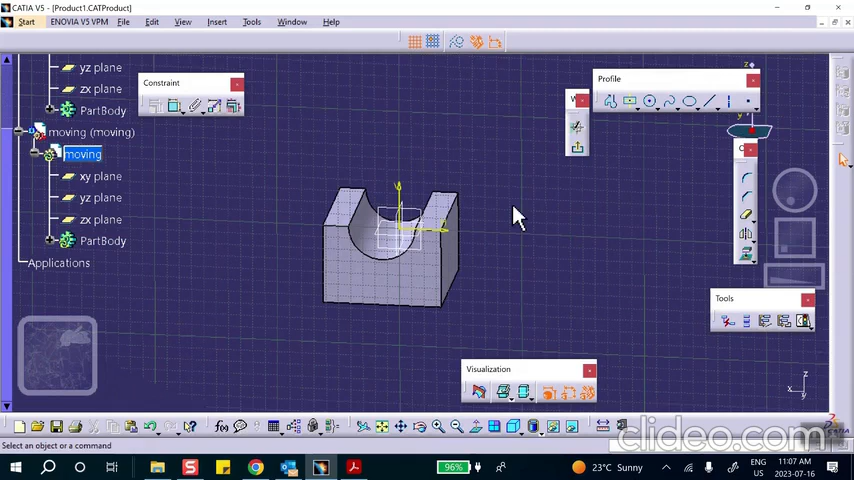 CATIA V5 - [Product1.CATProduct]
Start ENOVIA V5 VPM File Edit View Insert Tools Window Help
yz plane
zx plane
PartBody
moving (moving)
moving
xy plane
yz plane
zx plane
PartBody
Applications
Constraint
Profile
Tools
Visualization
Select an object or a command
clideo.com
96%
23°C Sunny
ENG
US
11:07 AM
2023-07-16